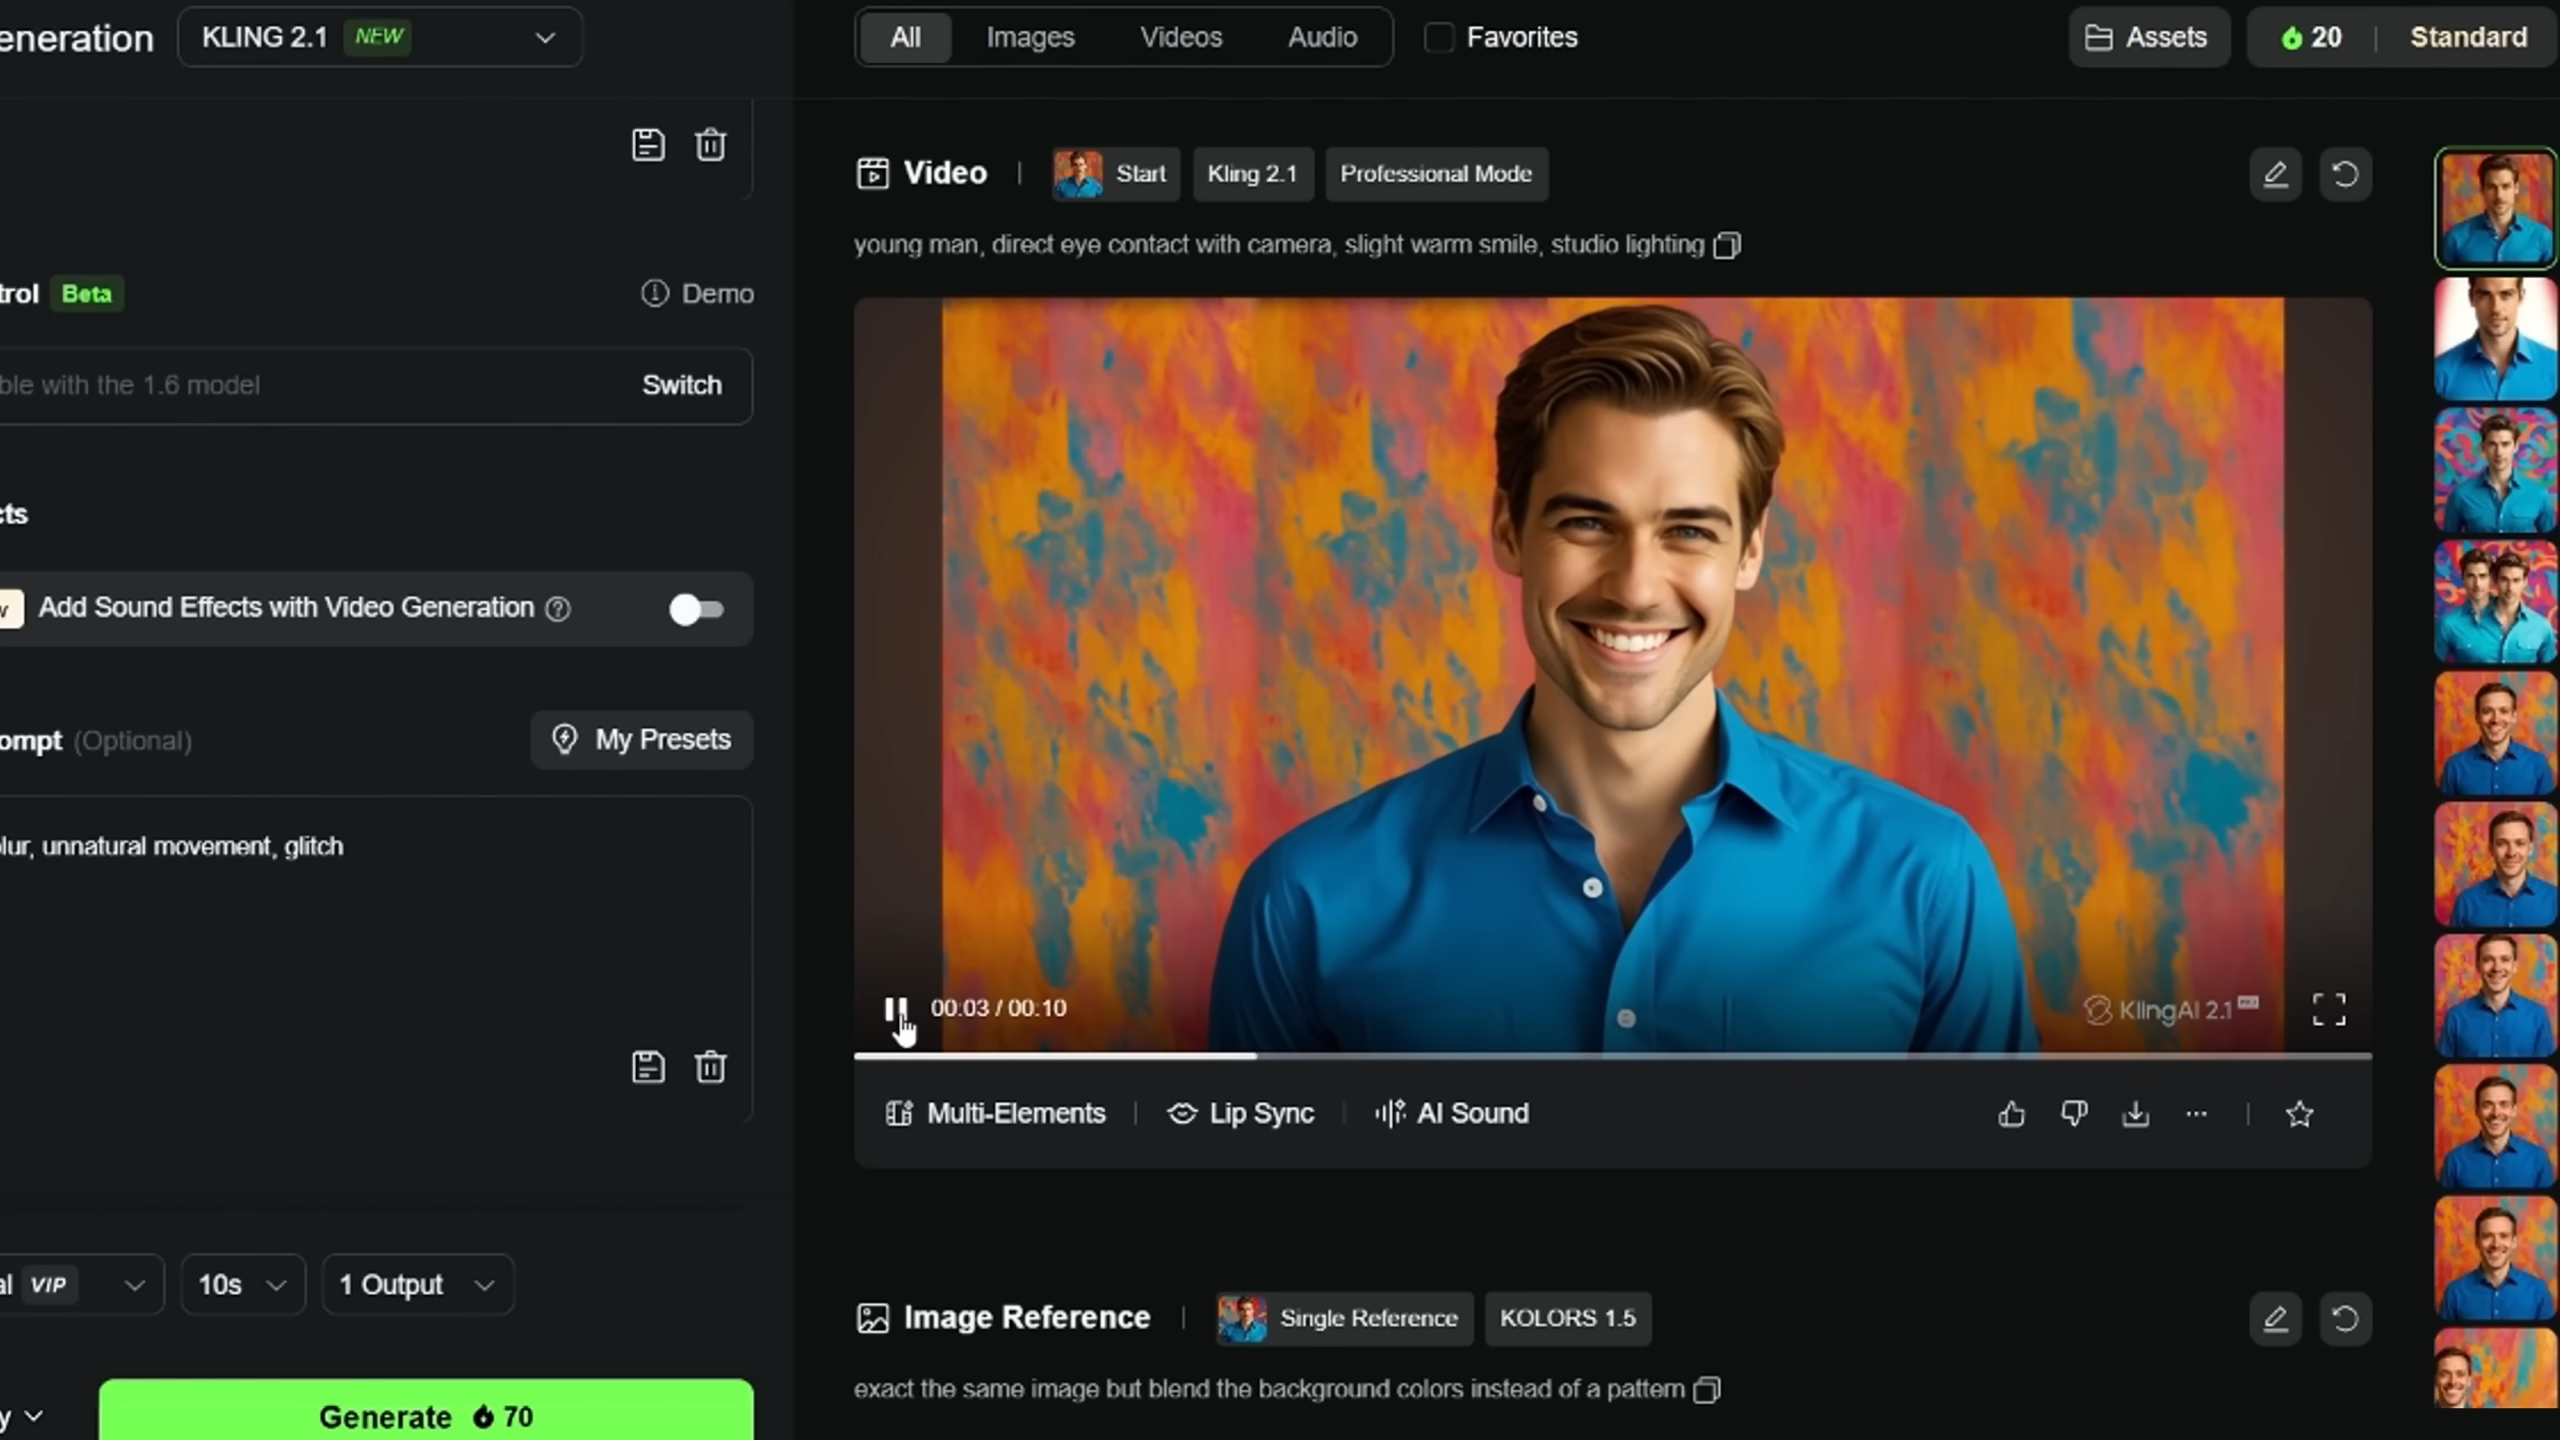 eneration KLING 2.1 NEW
All Images Videos Audio Favorites Assets 20 Standard
Video Start Kling 2.1 Professional Mode
young man, direct eye contact with camera, slight warm smile, studio lighting
trol Beta Demo
ble with the 1.6 model Switch
cts
Add Sound Effects with Video Generation
ompt (Optional) My Presets
lur, unnatural movement, glitch
00:03 / 00:10
KlingAI 2.1
Multi-Elements Lip Sync AI Sound
al VIP 10s 1 Output
Image Reference Single Reference KOLORS 1.5
exact the same image but blend the background colors instead of a pattern
y Generate 70